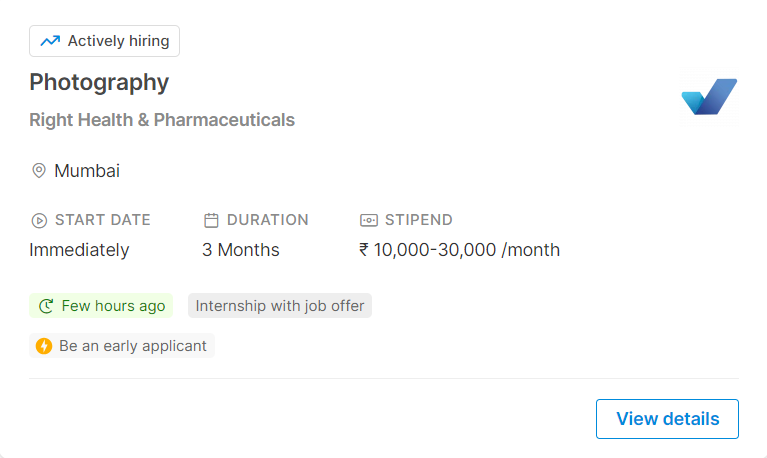 Actively hiring
Photography
Right Health & Pharmaceuticals
Mumbai
START DATE DURATION STIPEND
Immediately 3 Months ₹ 10,000-30,000 /month
Few hours ago Internship with job offer
Be an early applicant
View details